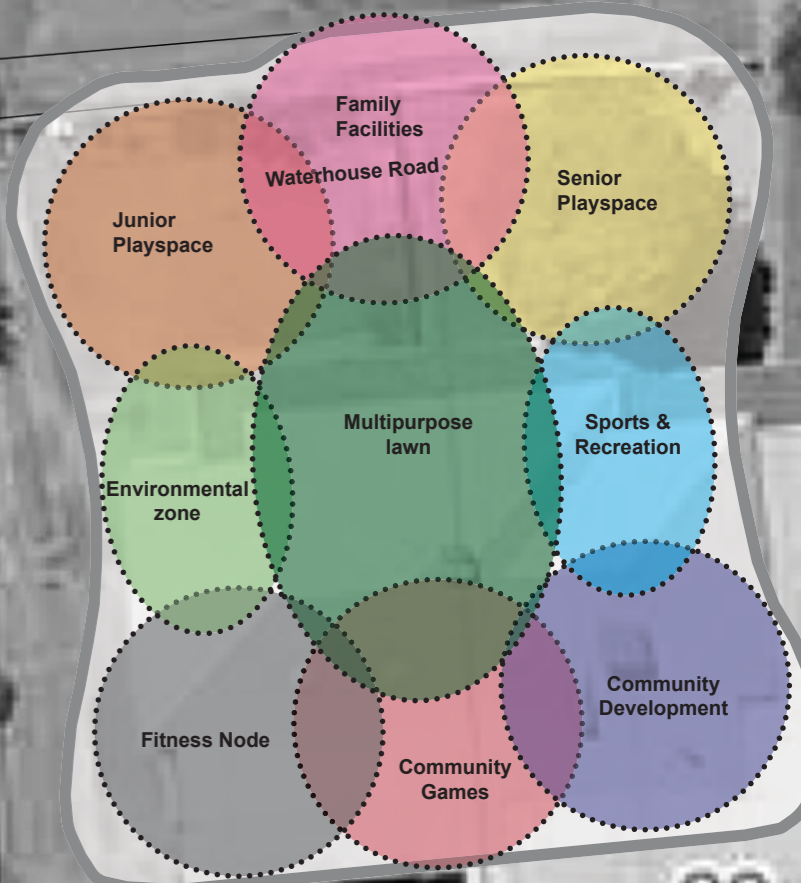 Family
Facilities
Waterhouse Road
Senior
Playspace
Junior
Playspace
Multipurpose
lawn
Sports &
Recreation
Environmental
zone
Community
Development
Fitness Node
Community
Games